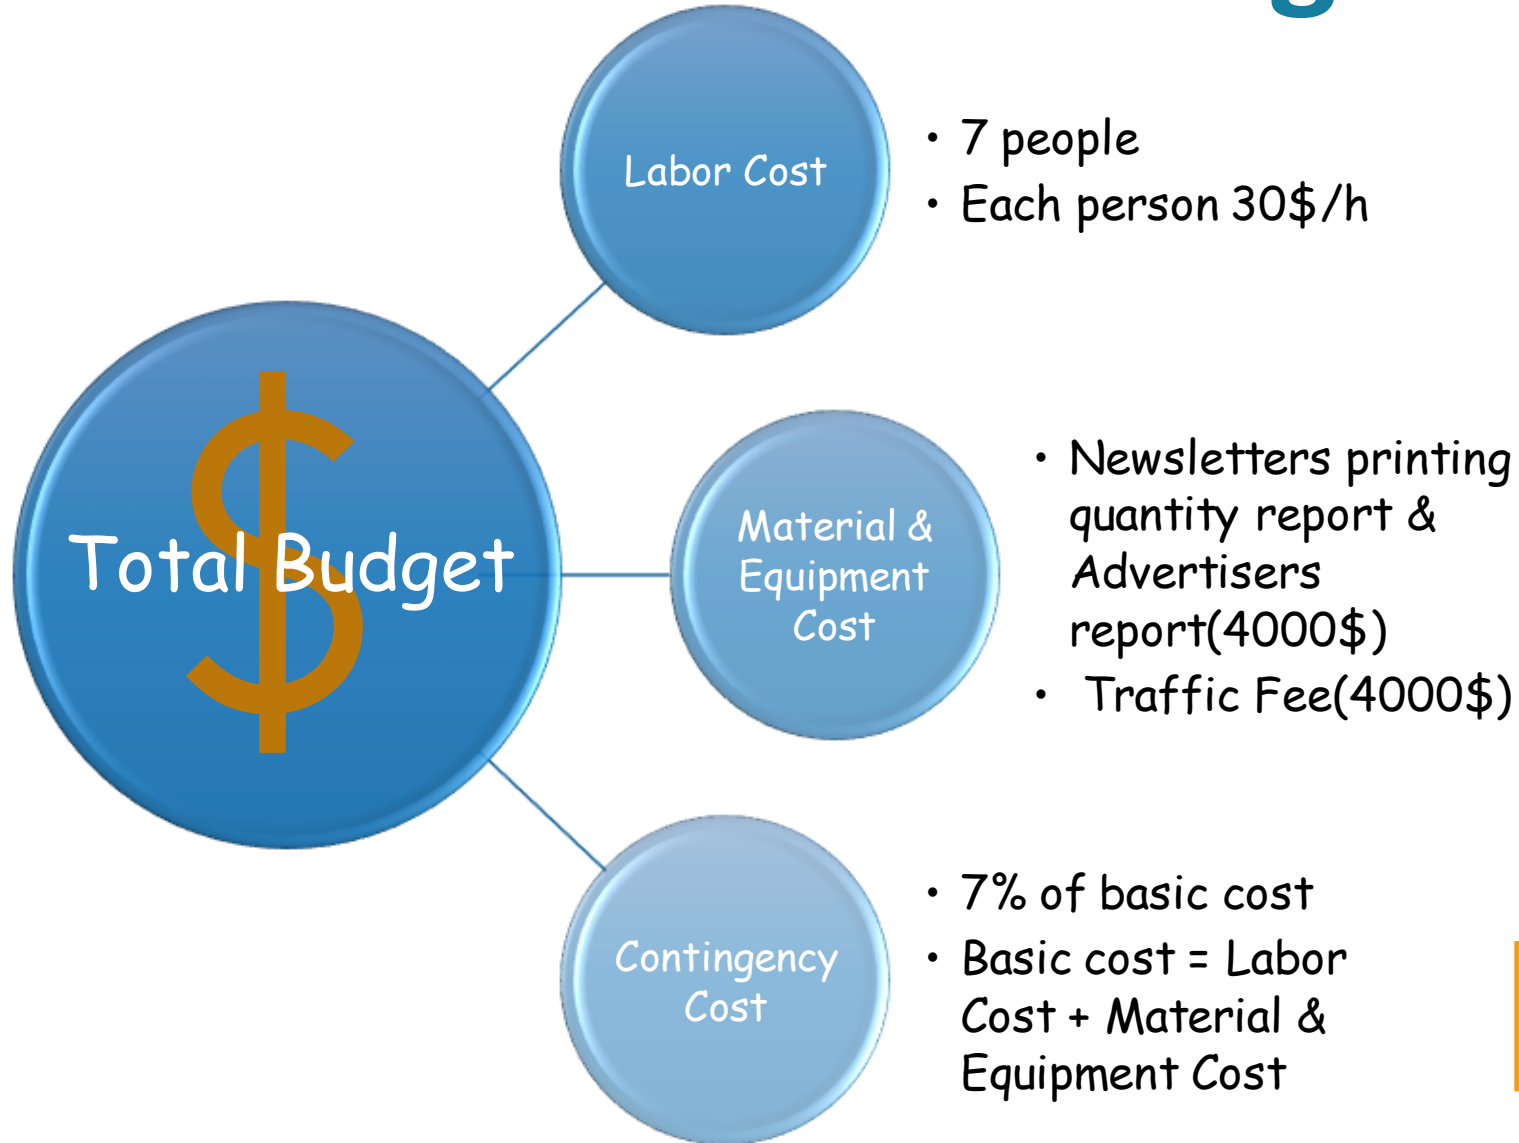 Labor Cost
• 7 people
• Each person 30$/h
$
Total Budget
Material &
Equipment
Cost
• Newsletters printing
quantity report &
Advertisers
report(4000$)
• Traffic Fee(4000$)
Contingency
Cost
• 7% of basic cost
• Basic cost = Labor
Cost + Material &
Equipment Cost